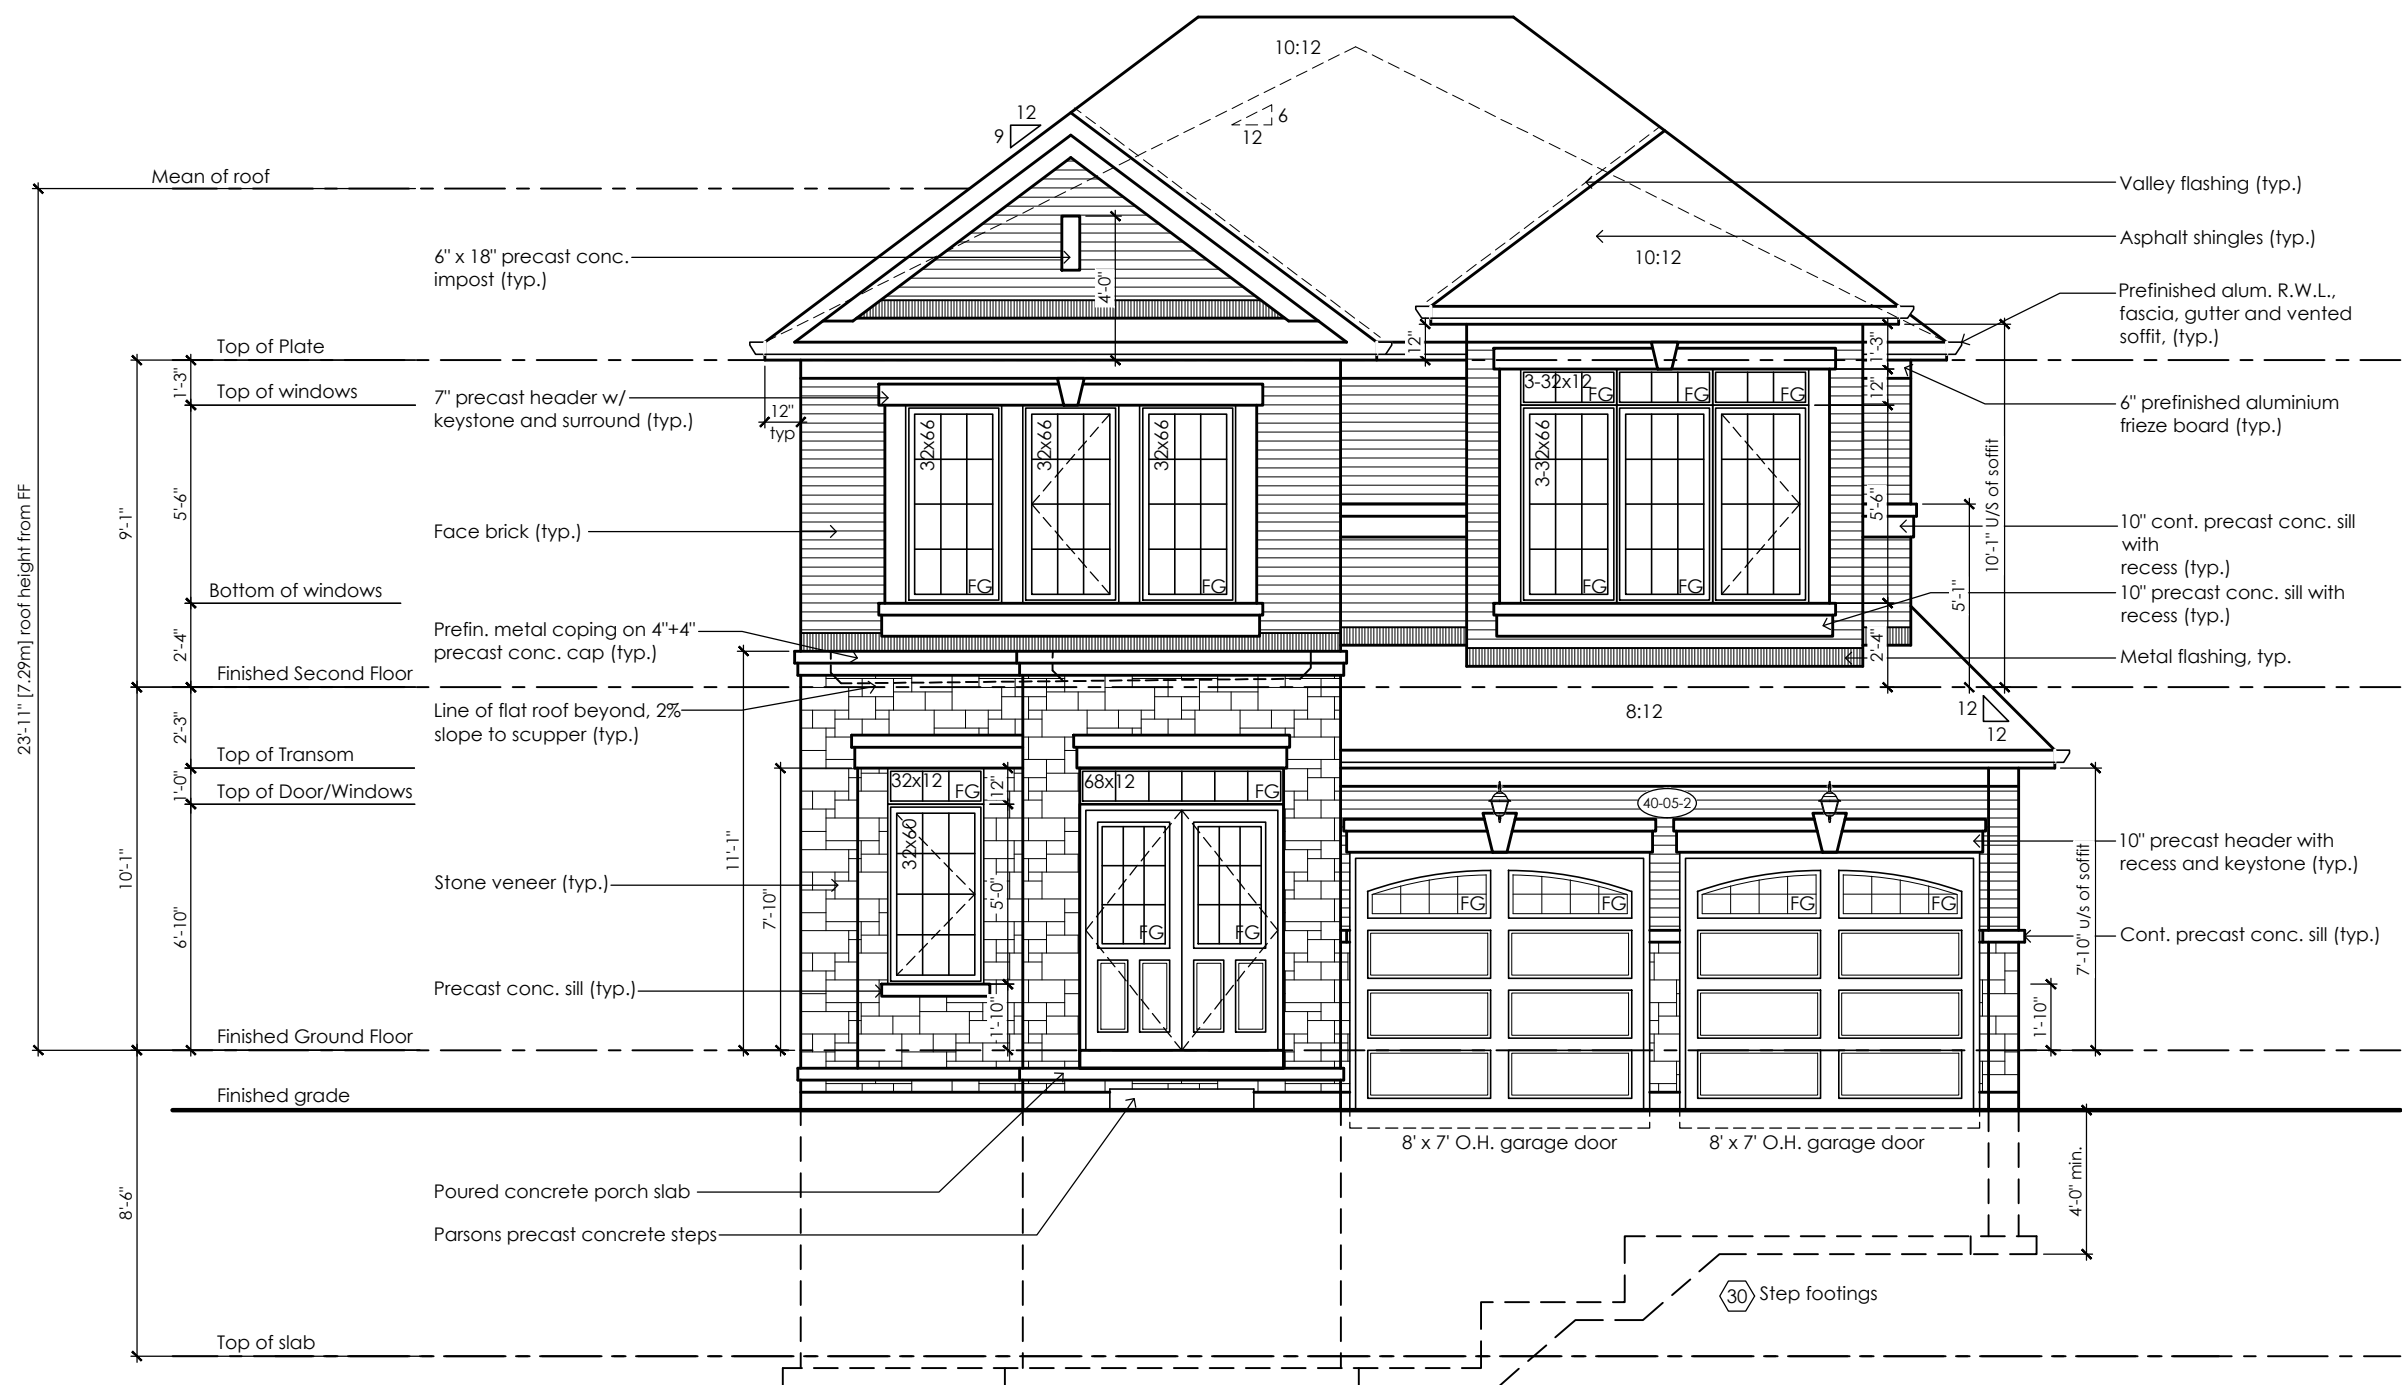 10:12
12
9
6
12
Mean of roof
Valley flashing (typ.)
Asphalt shingles (typ.)
10:12
6" x 18" precast conc.
impost (typ.)
4'-0"
Prefinished alum. R.W.L.,
fascia, gutter and vented
soffit, (typ.)
Top of Plate
12"
1'-3"
1'-3"
Top of windows
7" precast header w/
keystone and surround (typ.)
12"
typ
3-32x12
FG
FG
FG
12"
6" prefinished aluminium
frieze board (typ.)
32x66
32x66
32x66
3-32x66
23'-11" [7.29m] roof height from FF
9'-1"
5'-6"
Face brick (typ.)
5'-6"
10'-1" U/S of soffit
10" cont. precast conc. sill
with
recess (typ.)
FG
FG
FG
FG
Bottom of windows
5'-1"
10" precast conc. sill with
recess (typ.)
2'-4"
Prefin. metal coping on 4"+4"
precast conc. cap (typ.)
2'-4"
Metal flashing, typ.
Finished Second Floor
Line of flat roof beyond, 2%
slope to scupper (typ.)
8:12
12
12
2'-3"
Top of Transom
1'-0"
Top of Door/Windows
32x12
FG
12"
68x12
FG
40-05-2
11'-1"
7'-10"
32x60
10'-1"
6'-10"
Stone veneer (typ.)
5'-0"
FG
FG
FG
FG
FG
FG
10" precast header with
recess and keystone (typ.)
7'-10" u/s of soffit
Cont. precast conc. sill (typ.)
Precast conc. sill (typ.)
1'-10"
1'-10"
Finished Ground Floor
Finished grade
8' x 7' O.H. garage door
8' x 7' O.H. garage door
8'-6"
Poured concrete porch slab
4'-0" min.
Parsons precast concrete steps
30
Step footings
Top of slab